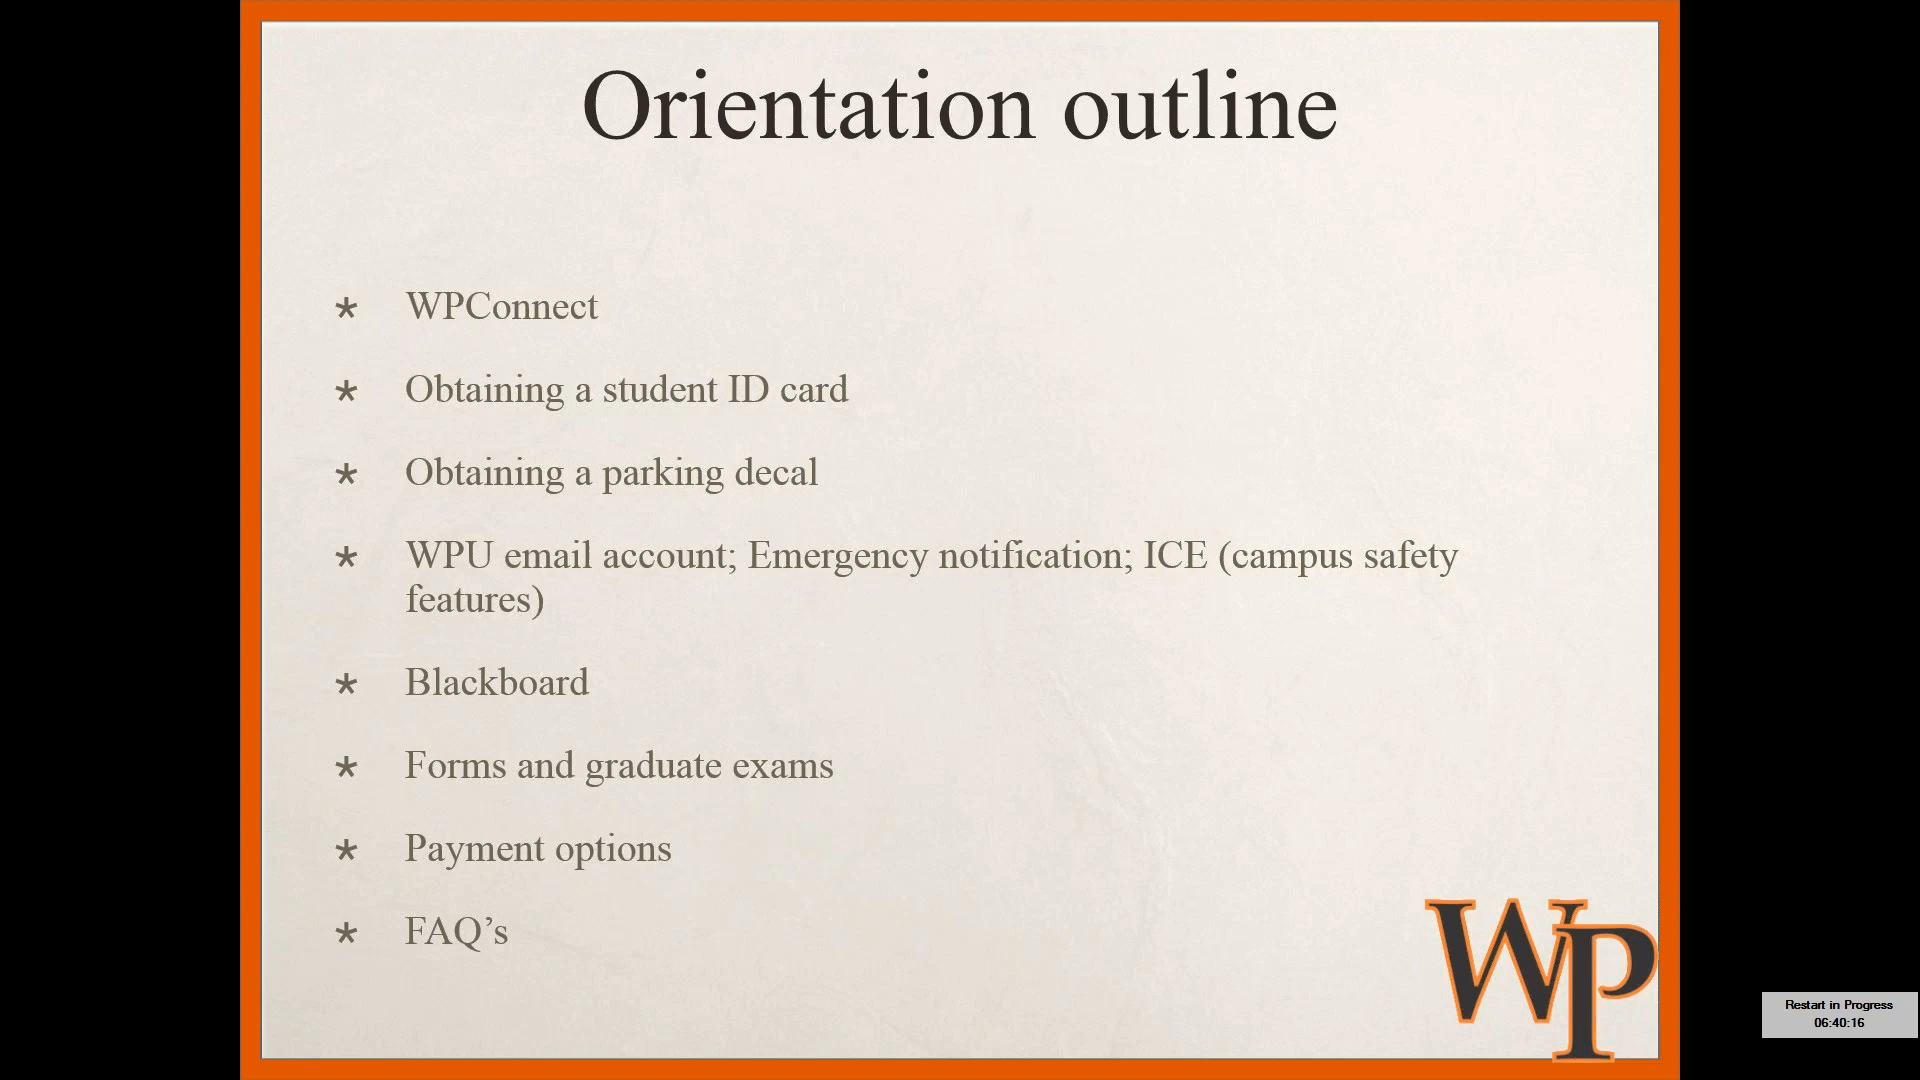 Orientation outline
* WPConnect
* Obtaining a student ID card
* Obtaining a parking decal
* WPU email account; Emergency notification; ICE (campus safety
features)
* Blackboard
* Forms and graduate exams
* Payment options
* FAQ’s
WP
Restart in Progress
06:40:16